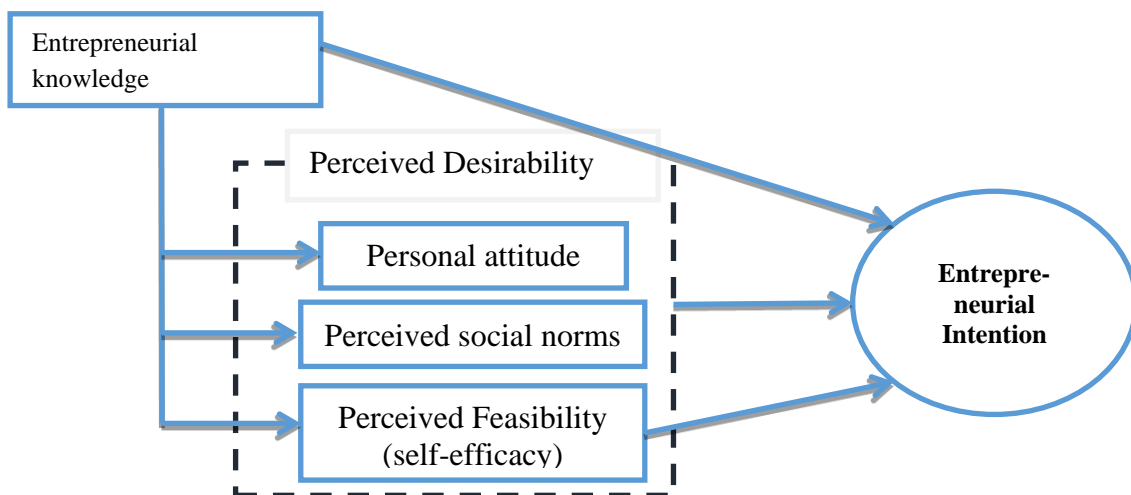 Entrepreneurial
knowledge
Perceived Desirability
Personal attitude
Perceived social norms
Perceived Feasibility
(self-efficacy)
Entrepre-
neurial
Intention